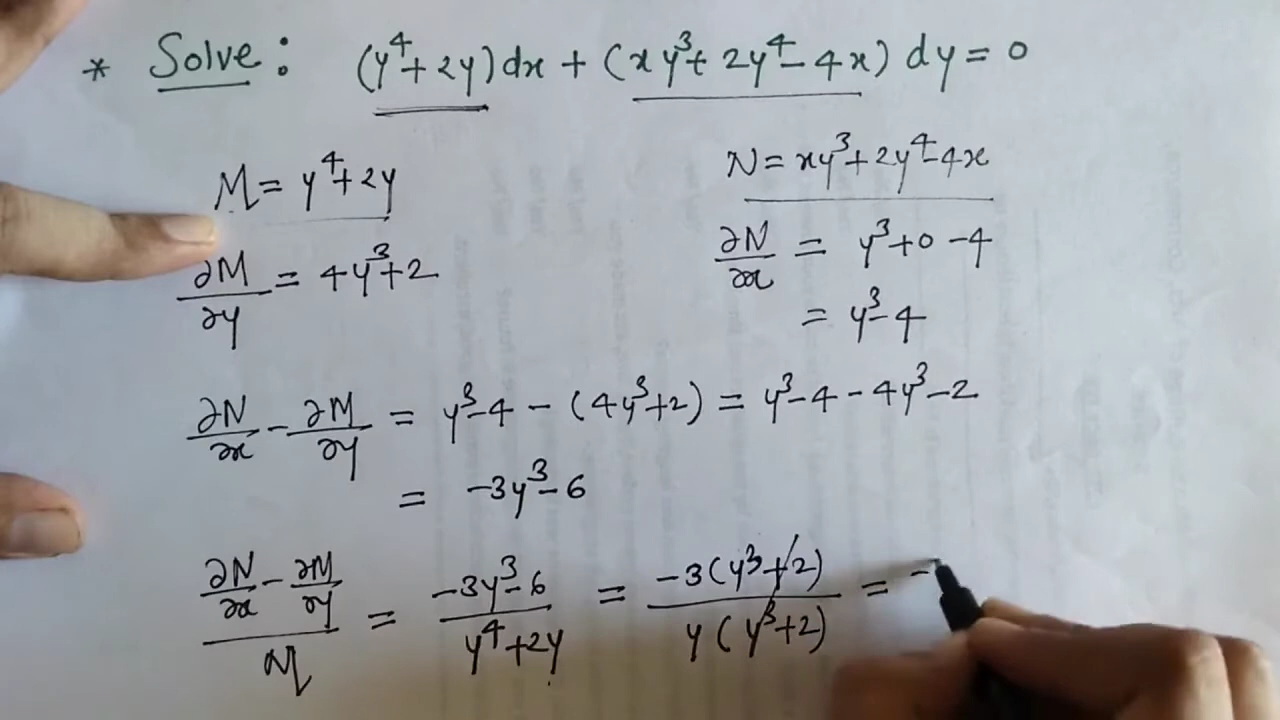 * Solve: (y⁴+2y)dx + (xy³+2y⁴-4x) dy = 0
M = y⁴+2y
N = xy³+2y⁴-4x
∂M/∂y = 4y³+2
∂N/∂x = y³+0-4
= y³-4
∂N/∂x - ∂M/∂y = y³-4 - (4y³+2) = y³-4-4y³-2
= -3y³-6
(∂N/∂x - ∂M/∂y)/M = (-3y³-6)/(y⁴+2y) = -3(y³+2)/y(y³+2) = -